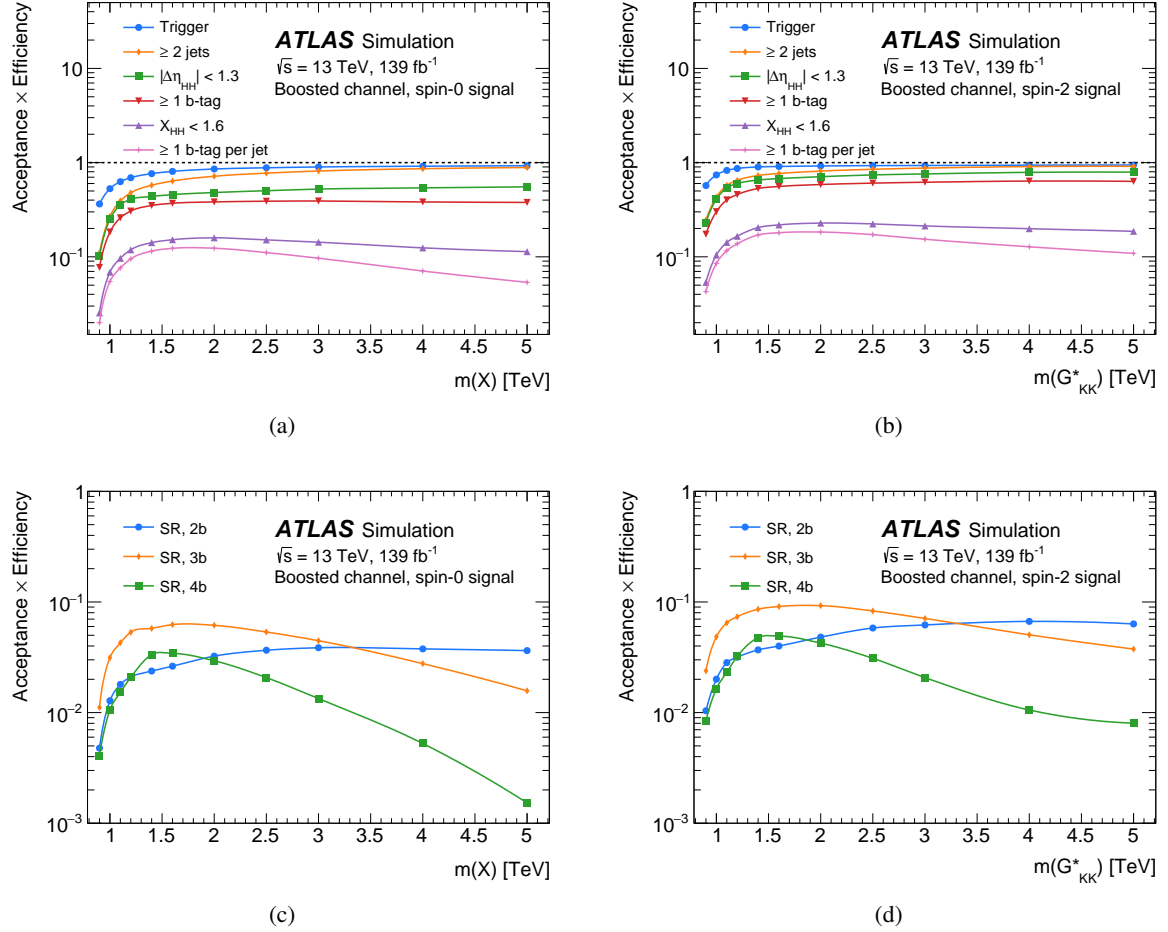 Acceptance × Efficiency
Trigger
≥ 2 jets
|Δη_HH| < 1.3
≥ 1 b-tag
X_HH < 1.6
≥ 1 b-tag per jet
ATLAS Simulation
√s = 13 TeV, 139 fb⁻¹
Boosted channel, spin-0 signal
10
1
10⁻¹
1 1.5 2 2.5 3 3.5 4 4.5 5
m(X) [TeV]
(a)
Acceptance × Efficiency
Trigger
≥ 2 jets
|Δη_HH| < 1.3
≥ 1 b-tag
X_HH < 1.6
≥ 1 b-tag per jet
ATLAS Simulation
√s = 13 TeV, 139 fb⁻¹
Boosted channel, spin-2 signal
10
1
10⁻¹
1 1.5 2 2.5 3 3.5 4 4.5 5
m(G*_KK) [TeV]
(b)
Acceptance × Efficiency
SR, 2b
SR, 3b
SR, 4b
ATLAS Simulation
√s = 13 TeV, 139 fb⁻¹
Boosted channel, spin-0 signal
1
10⁻¹
10⁻²
10⁻³
1 1.5 2 2.5 3 3.5 4 4.5 5
m(X) [TeV]
(c)
Acceptance × Efficiency
SR, 2b
SR, 3b
SR, 4b
ATLAS Simulation
√s = 13 TeV, 139 fb⁻¹
Boosted channel, spin-2 signal
1
10⁻¹
10⁻²
10⁻³
1 1.5 2 2.5 3 3.5 4 4.5 5
m(G*_KK) [TeV]
(d)